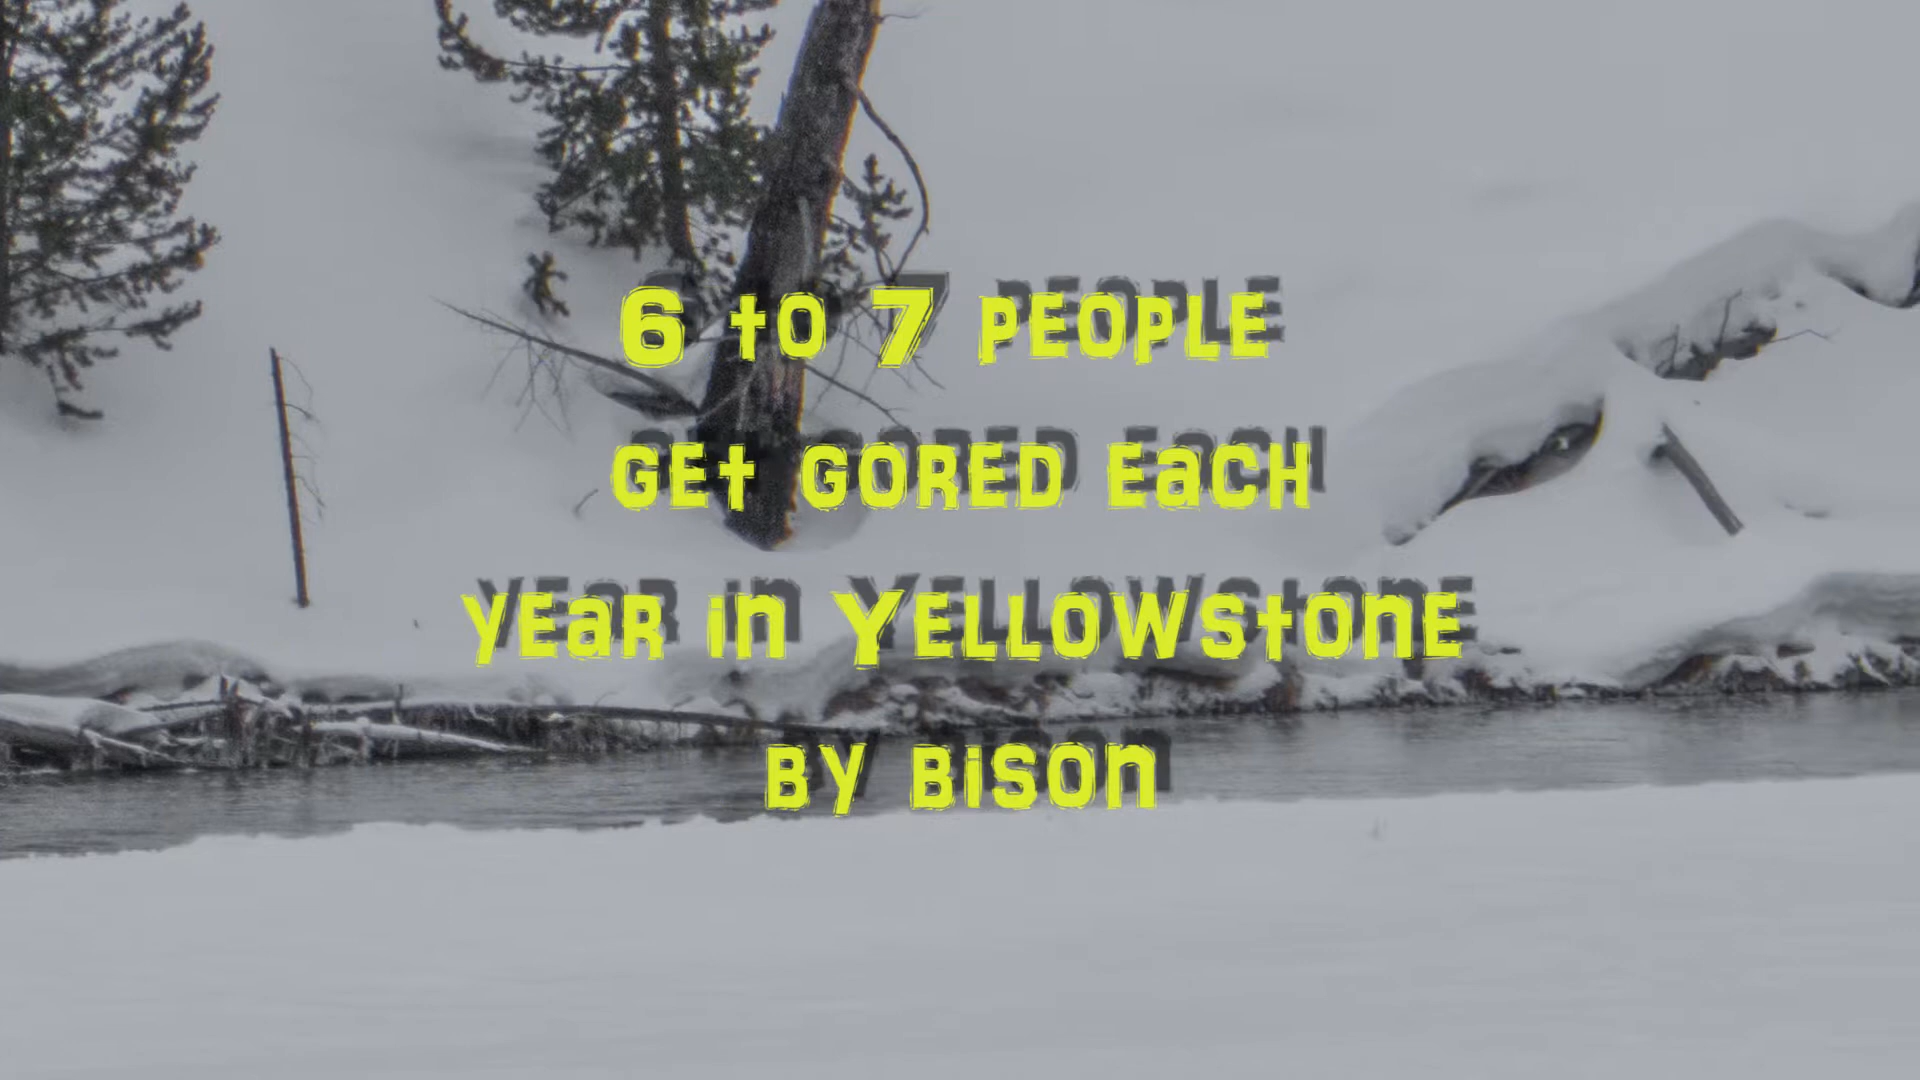 6 to 7 people
get gored each
year in Yellowstone
by bison